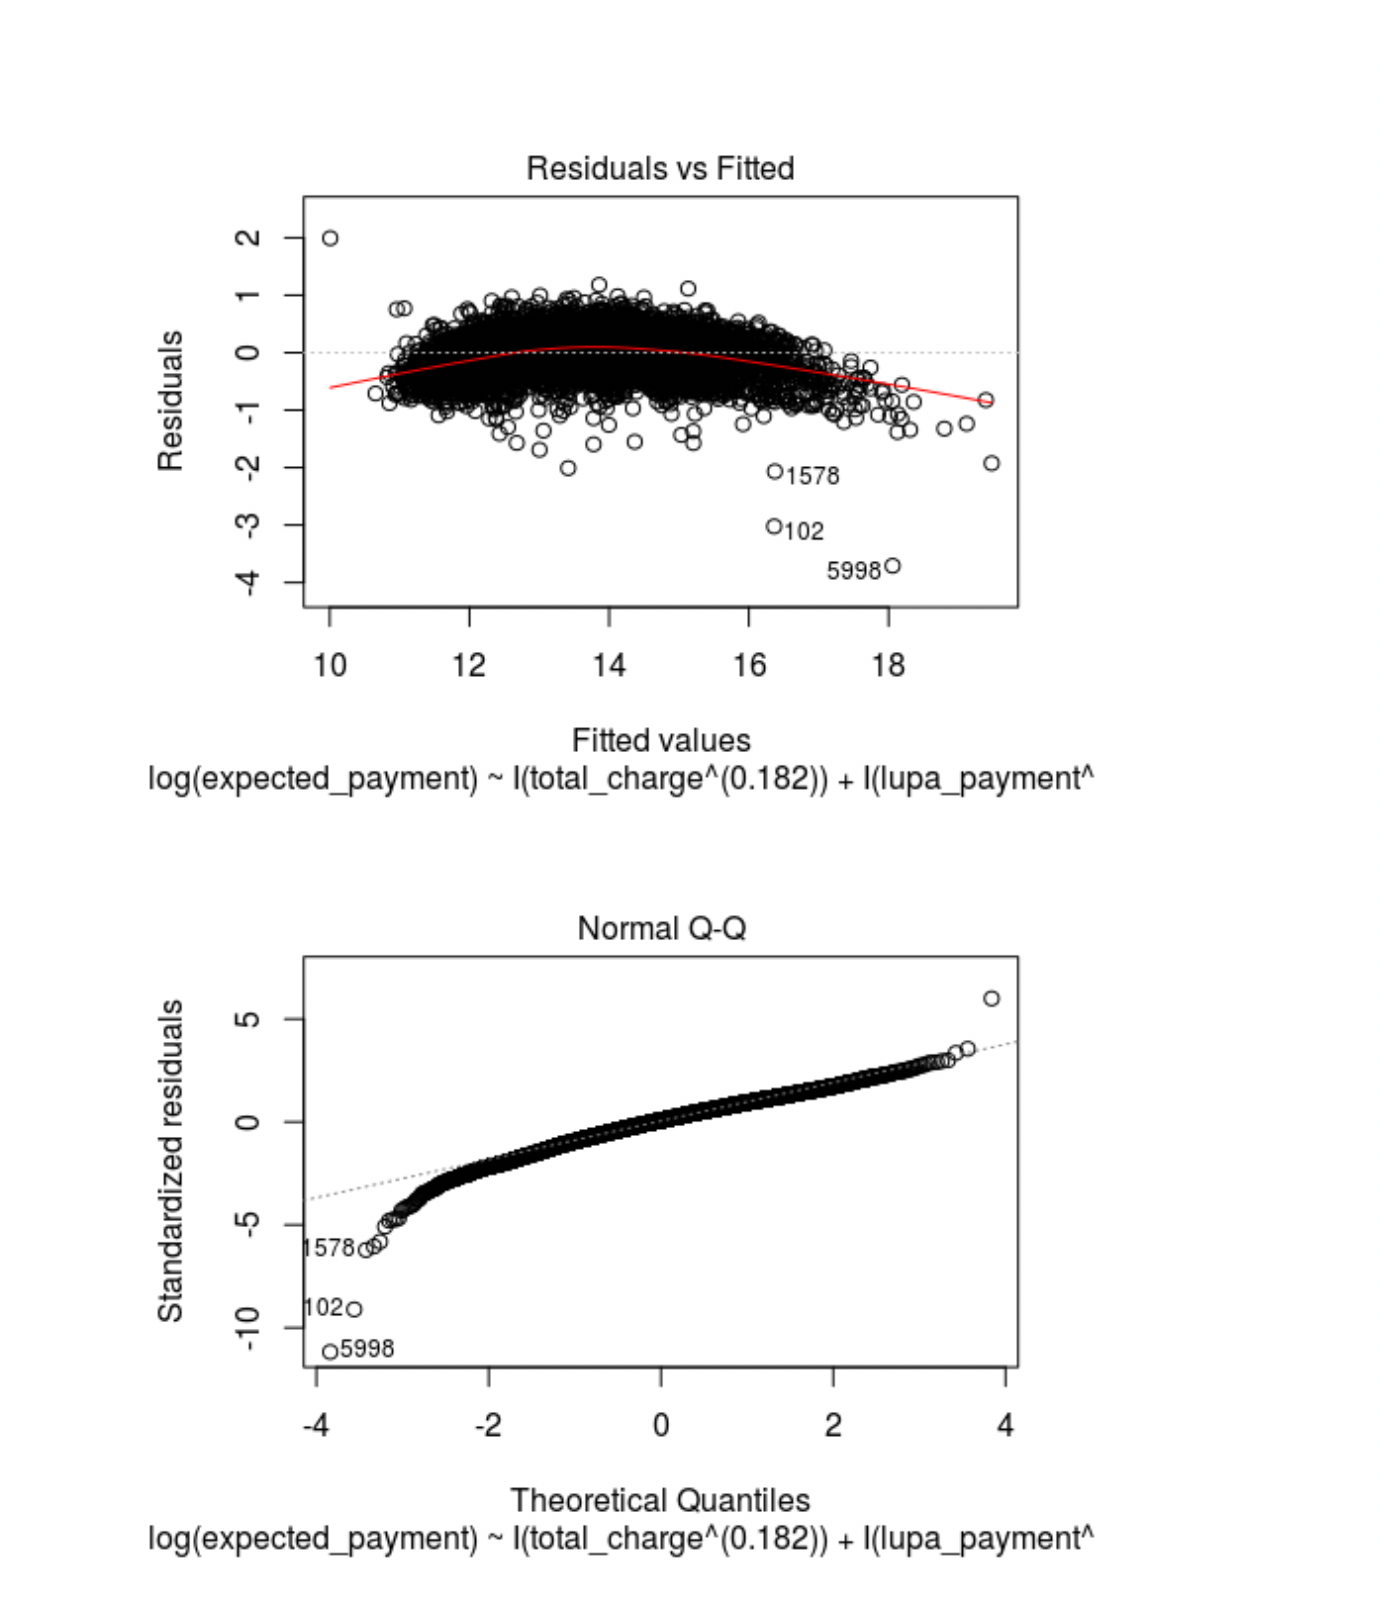 Residuals vs Fitted
Residuals
2
1
0
-1
-2
-3
-4
1578
102
5998
10 12 14 16 18
Fitted values
log(expected_payment) ~ I(total_charge^(0.182)) + I(lupa_payment^
Normal Q-Q
Standardized residuals
5
0
-5
-10
1578
102
5998
-4 -2 0 2 4
Theoretical Quantiles
log(expected_payment) ~ I(total_charge^(0.182)) + I(lupa_payment^